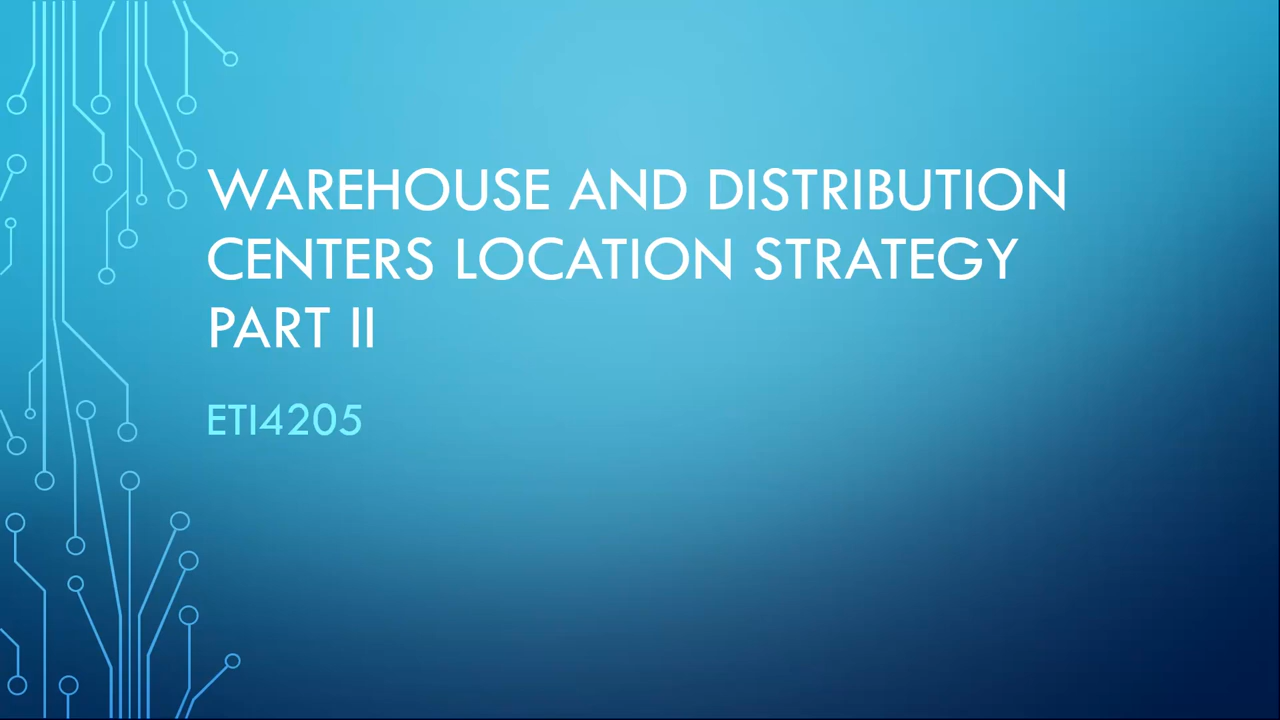 WAREHOUSE AND DISTRIBUTION
CENTERS LOCATION STRATEGY
PART II
ETI4205